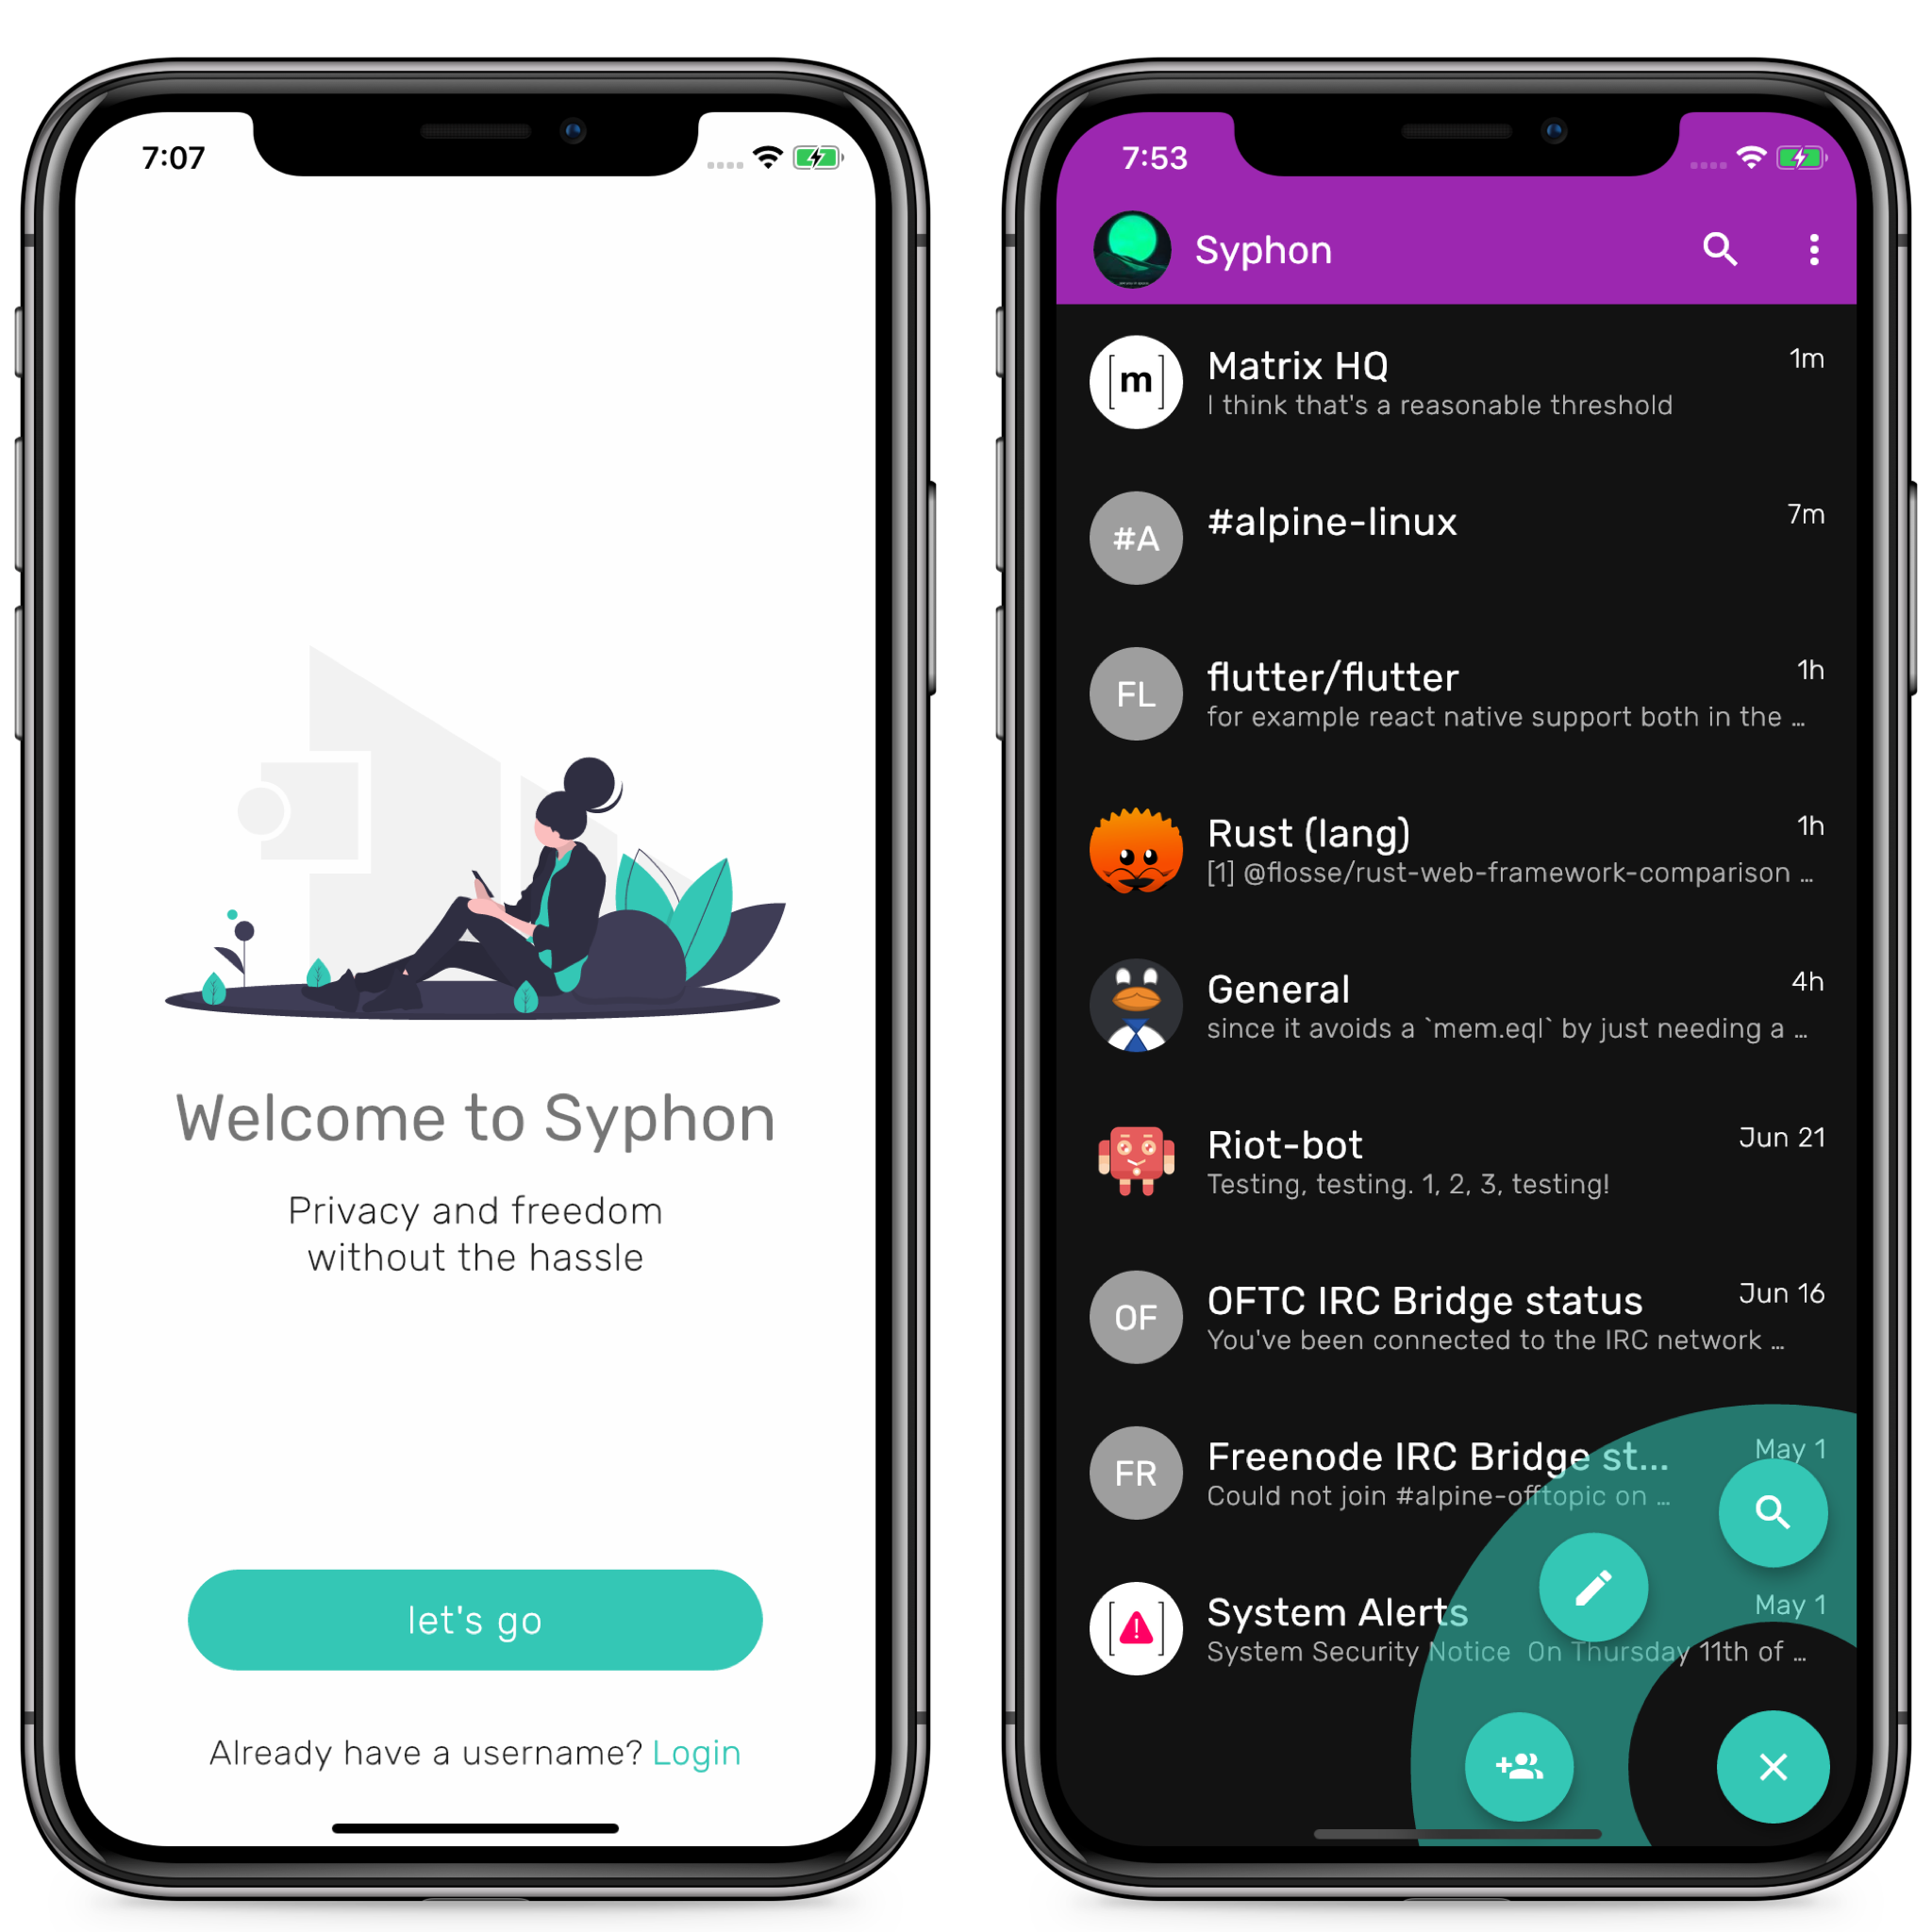 7:07
Welcome to Syphon
Privacy and freedom
without the hassle
let's go
Already have a username? Login
7:53
Syphon
[m]
Matrix HQ
1m
I think that's a reasonable threshold
#A
#alpine-linux
7m
FL
flutter/flutter
1h
for example react native support both in the ...
Rust (lang)
1h
[1] @flosse/rust-web-framework-comparison ...
General
4h
since it avoids a `mem.eql` by just needing a ...
Riot-bot
Jun 21
Testing, testing. 1, 2, 3, testing!
OF
OFTC IRC Bridge status
Jun 16
You've been connected to the IRC network ...
FR
Freenode IRC Bridge st...
May 1
Could not join #alpine-offtopic on ...
[!]
System Alerts
May 1
System Security Notice On Thursday 11th of ...